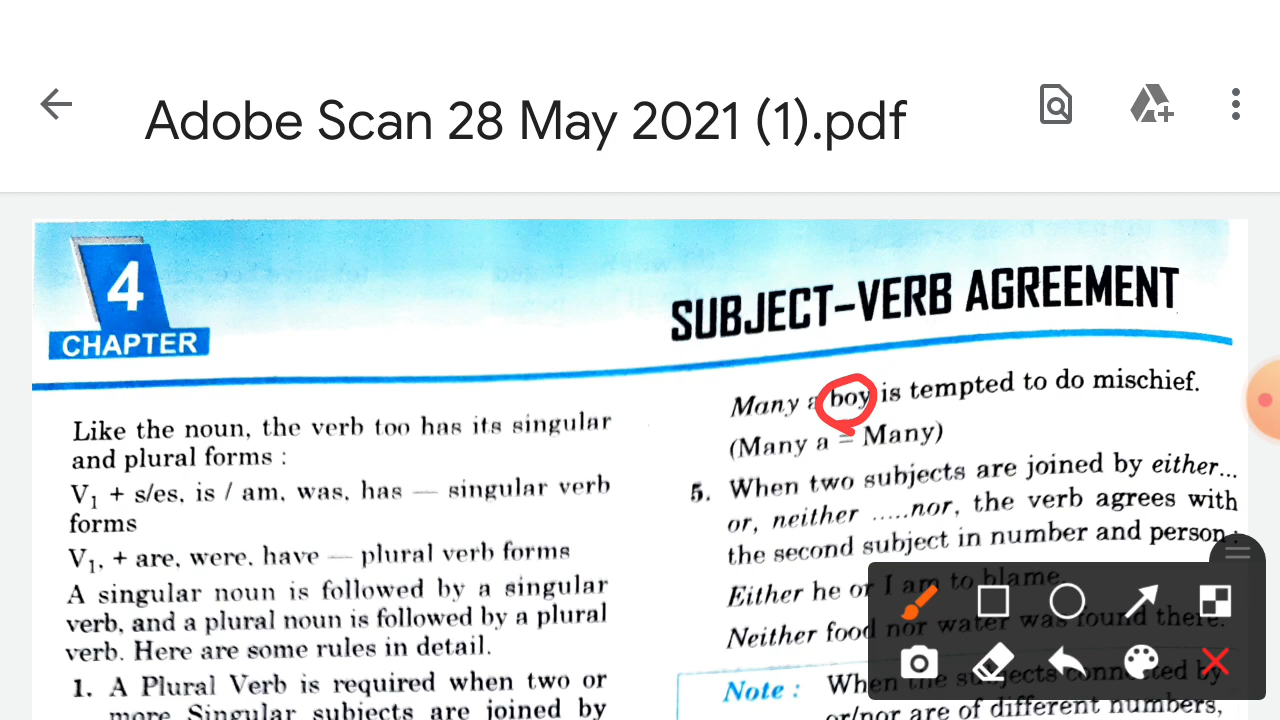 Adobe Scan 28 May 2021 (1).pdf
4
CHAPTER
SUBJECT-VERB AGREEMENT
Like the noun, the verb too has its singular
and plural forms :
V1 + s/es, is / am, was, has — singular verb
forms
V1, + are, were, have — plural verb forms
A singular noun is followed by a singular
verb, and a plural noun is followed by a plural
verb. Here are some rules in detail.
1. A Plural Verb is required when two or
more Singular subjects are joined by
Many a boy is tempted to do mischief.
(Many a = Many)
5. When two subjects are joined by either...
or, neither .....nor, the verb agrees with
the second subject in number and person :
Either he or I am to blame.
Neither food nor water was found there.
Note : When the subjects connected by
or/nor are of different numbers,